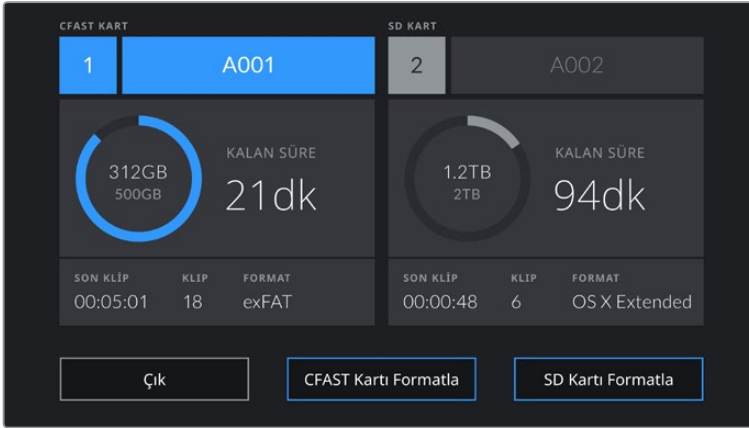 CFAST KART
1
A001
312GB
500GB
KALAN SÜRE
21dk
SON KLİP
KLIP
FORMAT
00:05:01
18
exFAT
SD KART
2
A002
1.2TB
2TB
KALAN SÜRE
94dk
SON KLİP
KLIP
FORMAT
00:00:48
6
OS X Extended
Çık
CFAST Kartı Formatla
SD Kartı Formatla